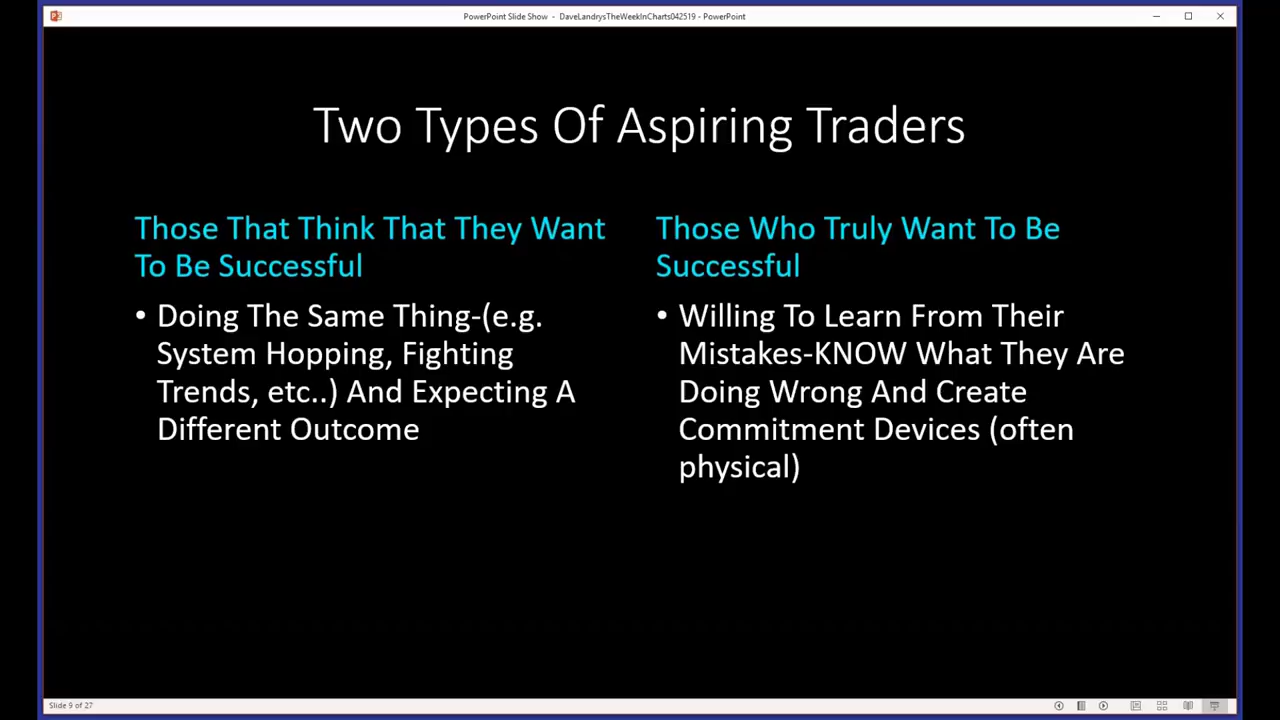 PowerPoint Slide Show - DaveLandrysTheWeekInCharts042519 - PowerPoint
Two Types Of Aspiring Traders
Those That Think That They Want
To Be Successful
• Doing The Same Thing-(e.g.
System Hopping, Fighting
Trends, etc..) And Expecting A
Different Outcome
Those Who Truly Want To Be
Successful
• Willing To Learn From Their
Mistakes-KNOW What They Are
Doing Wrong And Create
Commitment Devices (often
physical)
Slide 9 of 27